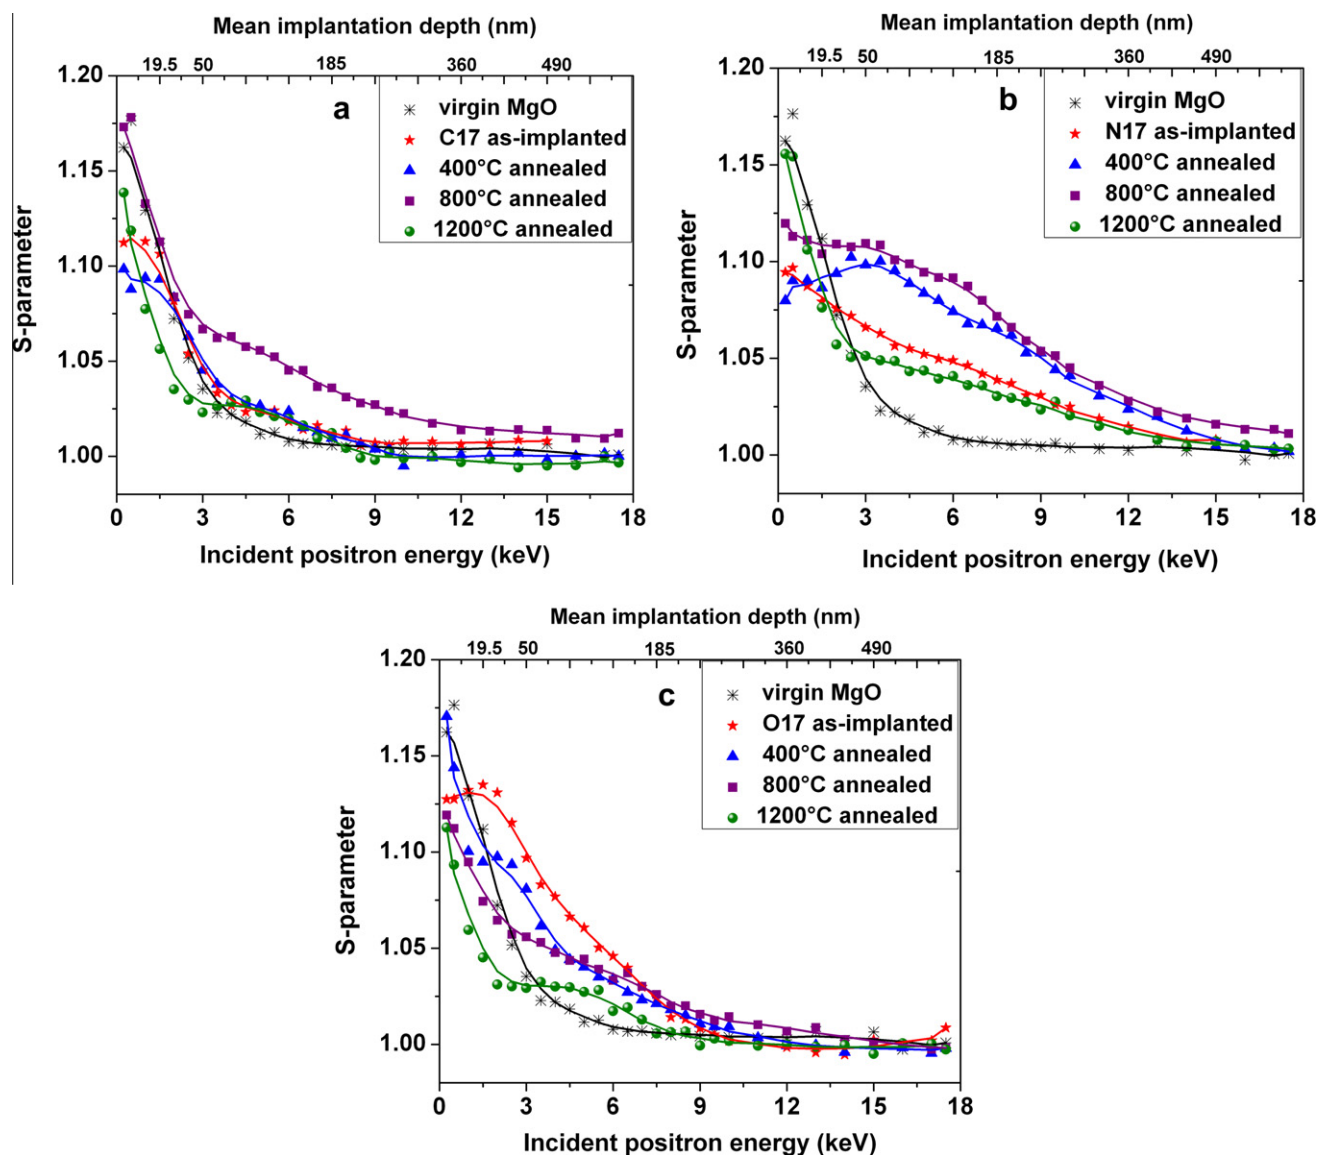 Mean implantation depth (nm)
19.5 50 185 360 490
1.20
1.15
1.10
1.05
1.00
S-parameter
a
virgin MgO
C17 as-implanted
400°C annealed
800°C annealed
1200°C annealed
0 3 6 9 12 15 18
Incident positron energy (keV)
Mean implantation depth (nm)
19.5 50 185 360 490
1.20
1.15
1.10
1.05
1.00
S-parameter
b
virgin MgO
N17 as-implanted
400°C annealed
800°C annealed
1200°C annealed
0 3 6 9 12 15 18
Incident positron energy (keV)
Mean implantation depth (nm)
19.5 50 185 360 490
1.20
1.15
1.10
1.05
1.00
S-parameter
c
virgin MgO
O17 as-implanted
400°C annealed
800°C annealed
1200°C annealed
0 3 6 9 12 15 18
Incident positron energy (keV)